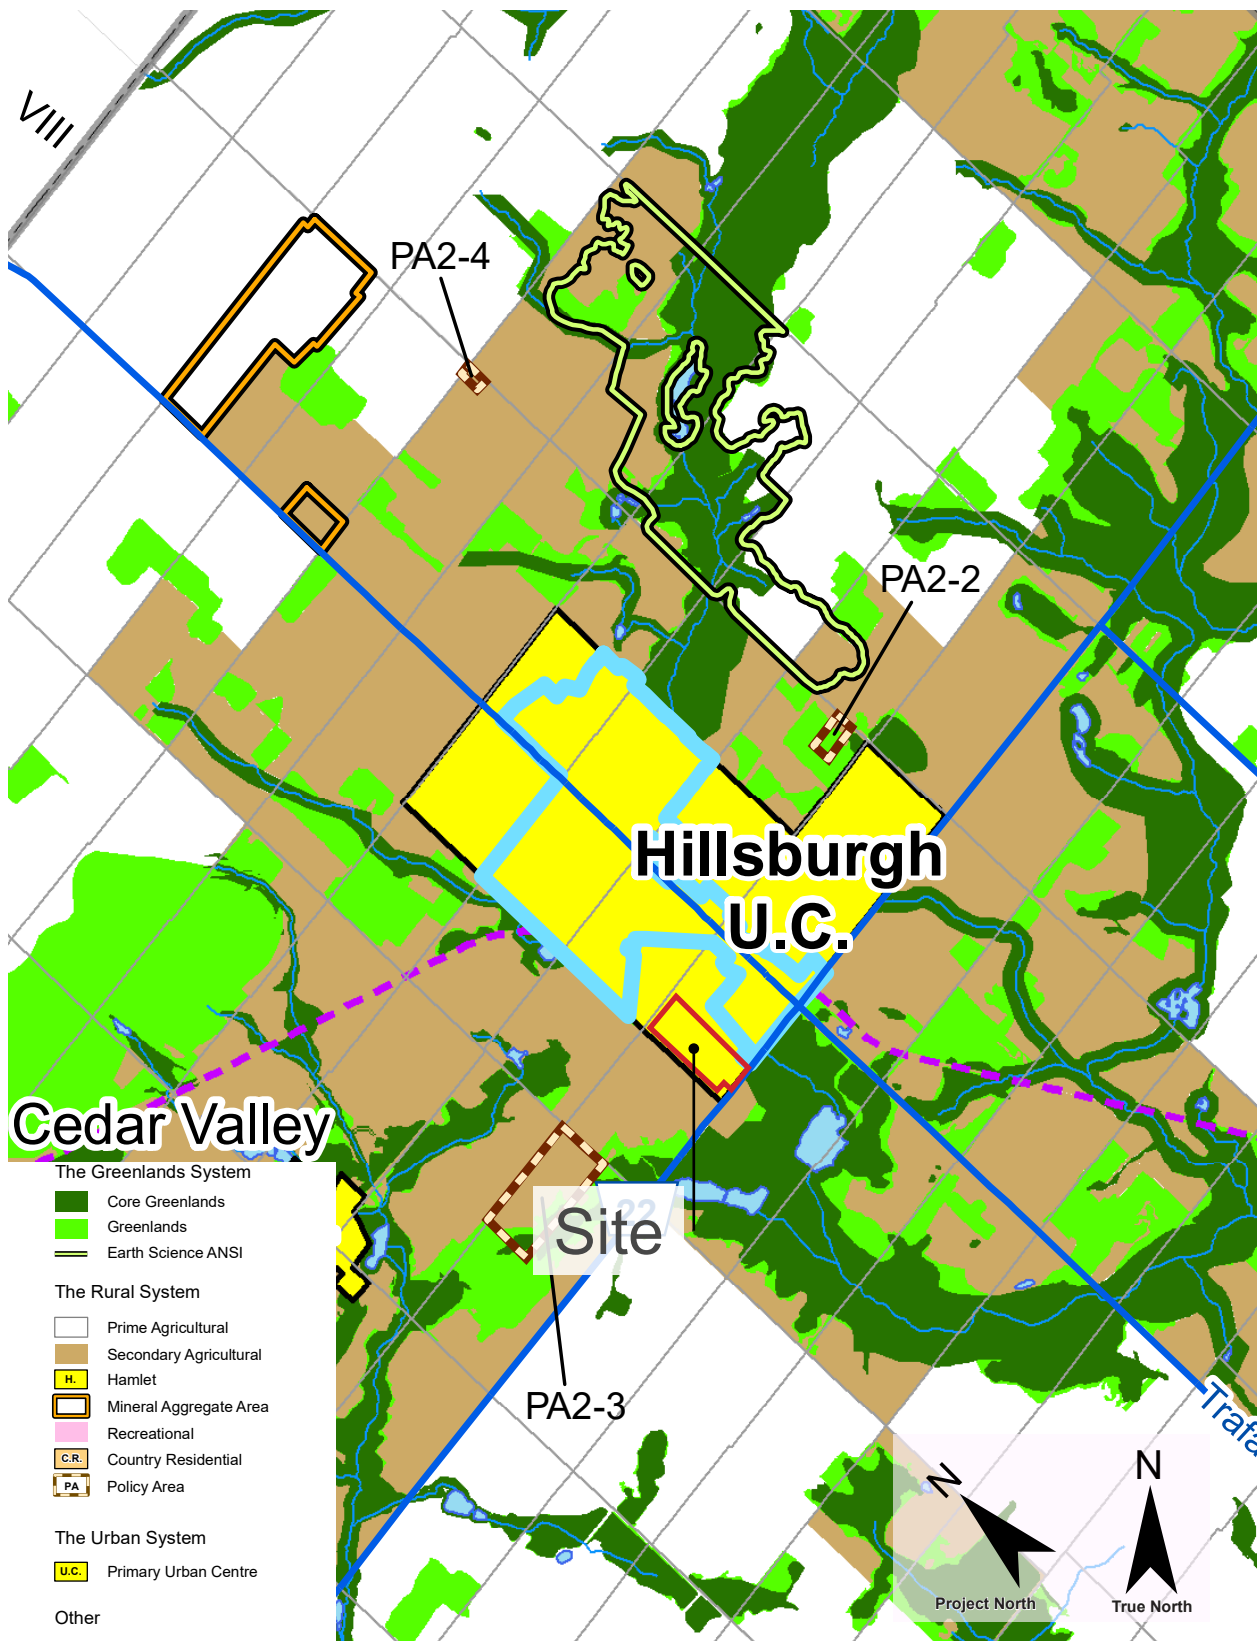 VIII
PA2-4
PA2-2
Hillsburgh
U.C.
Cedar Valley
22
Site
PA2-3
Trafa
The Greenlands System
Core Greenlands
Greenlands
Earth Science ANSI
The Rural System
Prime Agricultural
Secondary Agricultural
H. Hamlet
Mineral Aggregate Area
Recreational
C.R. Country Residential
PA Policy Area
The Urban System
U.C. Primary Urban Centre
Other
N
N
Project North
True North